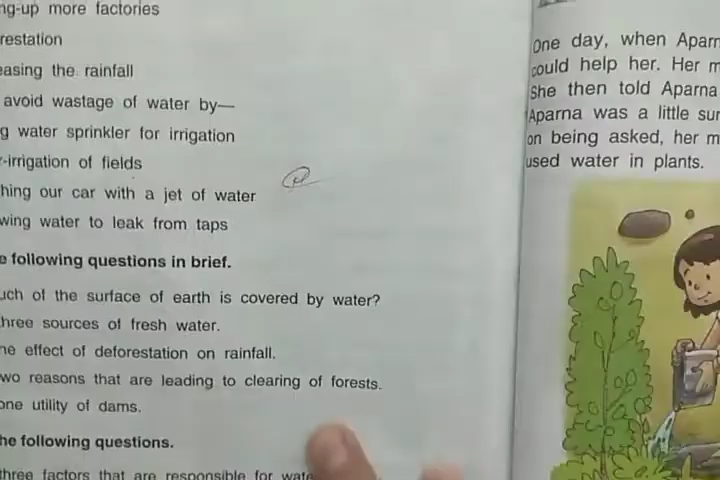 ng-up more factories
restation
easing the rainfall
avoid wastage of water by—
g water sprinkler for irrigation
-irrigation of fields
hing our car with a jet of water
wing water to leak from taps
e following questions in brief.
uch of the surface of earth is covered by water?
three sources of fresh water.
he effect of deforestation on rainfall.
wo reasons that are leading to clearing of forests.
one utility of dams.
he following questions.
three factors that are responsible for wate
One day, when Aparn
could help her. Her m
She then told Aparna
Aparna was a little sur
on being asked, her m
used water in plants.